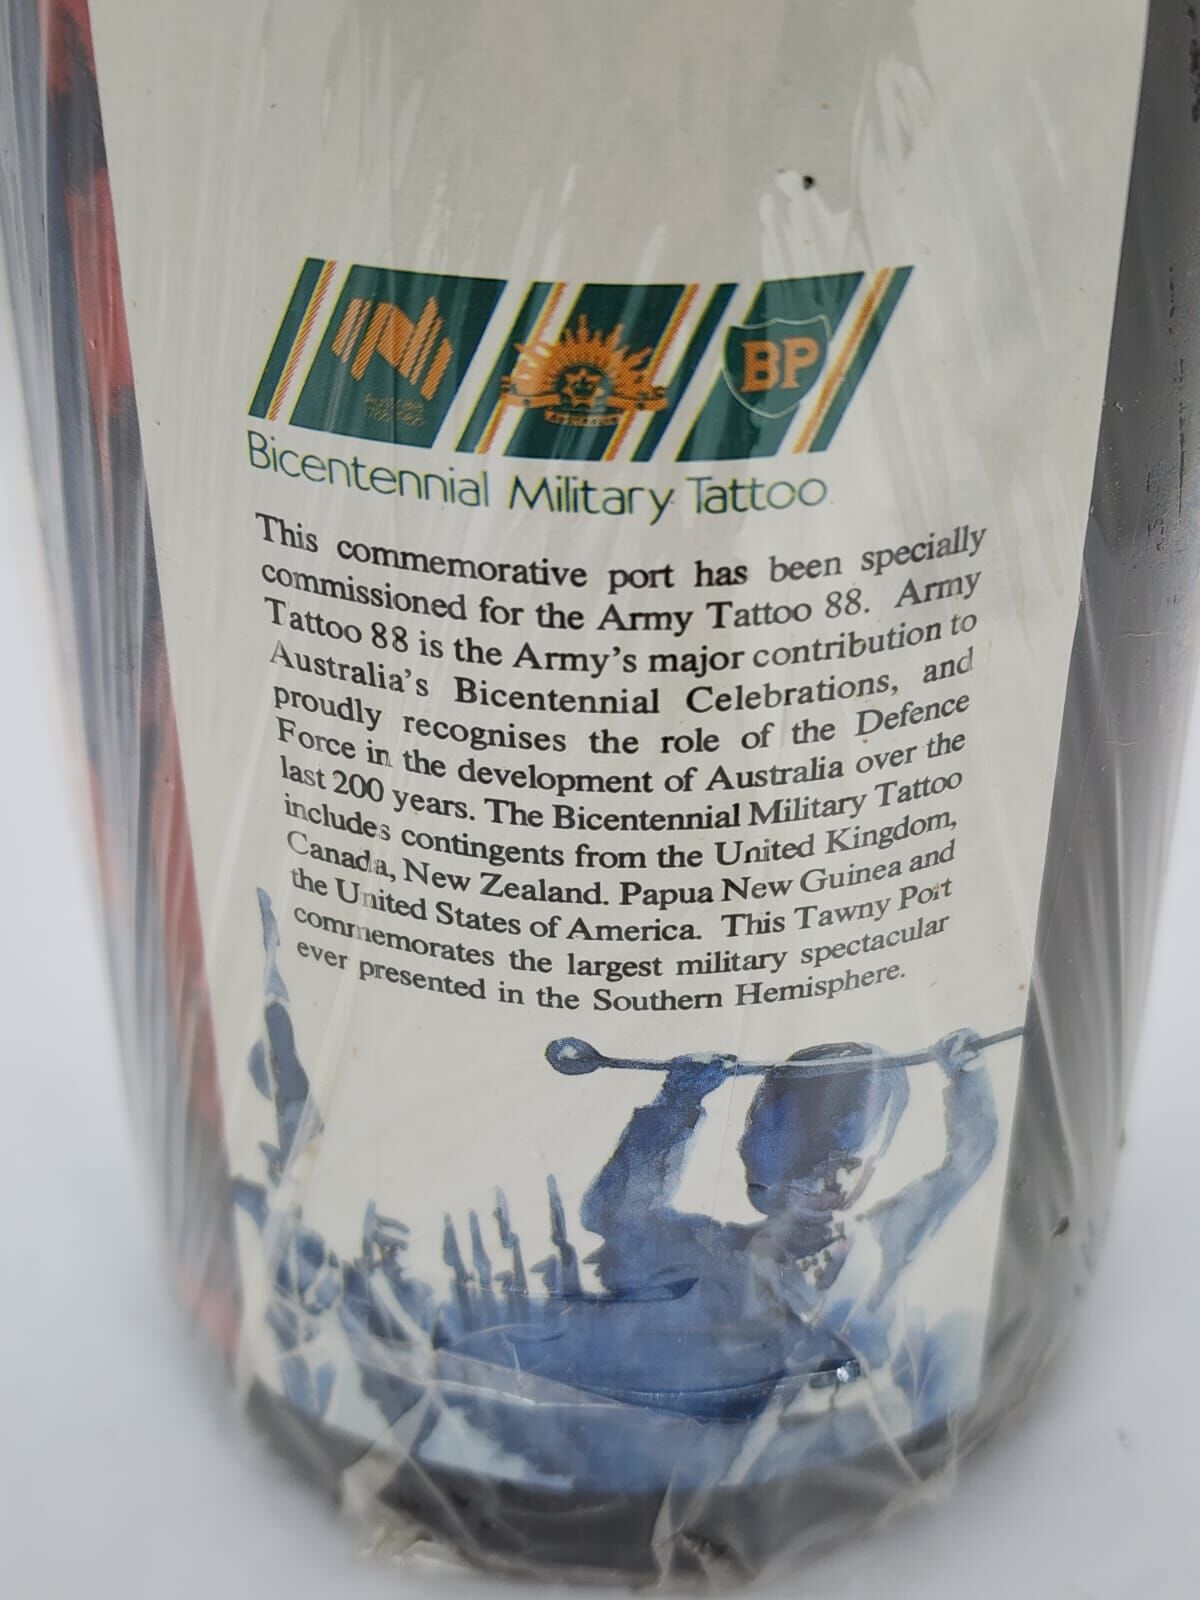 BP
Bicentennial Military Tattoo
This commemorative port has been specially
commissioned for the Army Tattoo 88. Army
Tattoo 88 is the Army's major contribution to
Australia's Bicentennial Celebrations, and
proudly recognises the role of the Defence
Force in the development of Australia over the
last 200 years. The Bicentennial Military Tattoo
includes contingents from the United Kingdom,
Canada, New Zealand. Papua New Guinea and
the United States of America. This Tawny Port
commemorates the largest military spectacular
ever presented in the Southern Hemisphere.